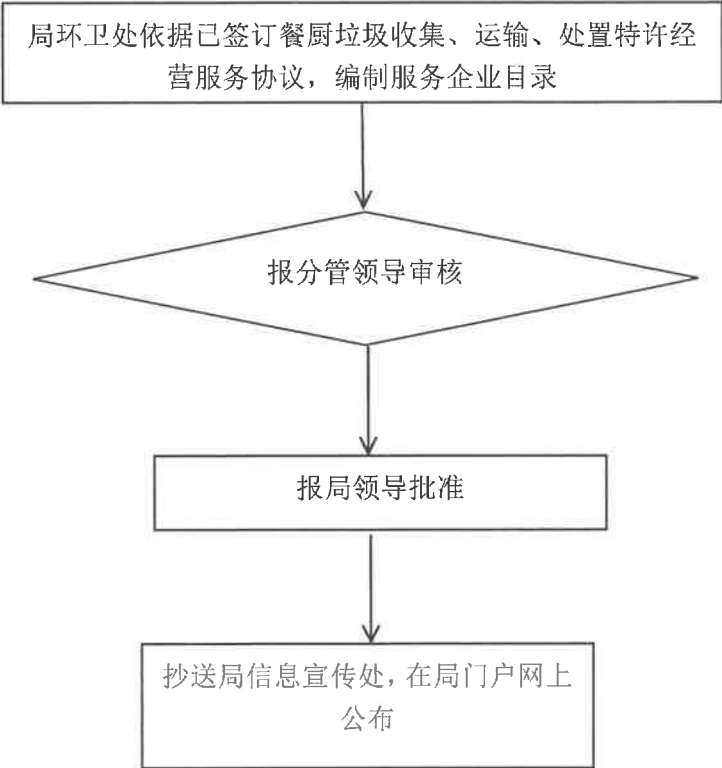 局环卫处依据已签订餐厨垃圾收集、运输、处置特许经
营服务协议，编制服务企业目录
报分管领导审核
报局领导批准
抄送局信息宣传处，在局门户网上
公布